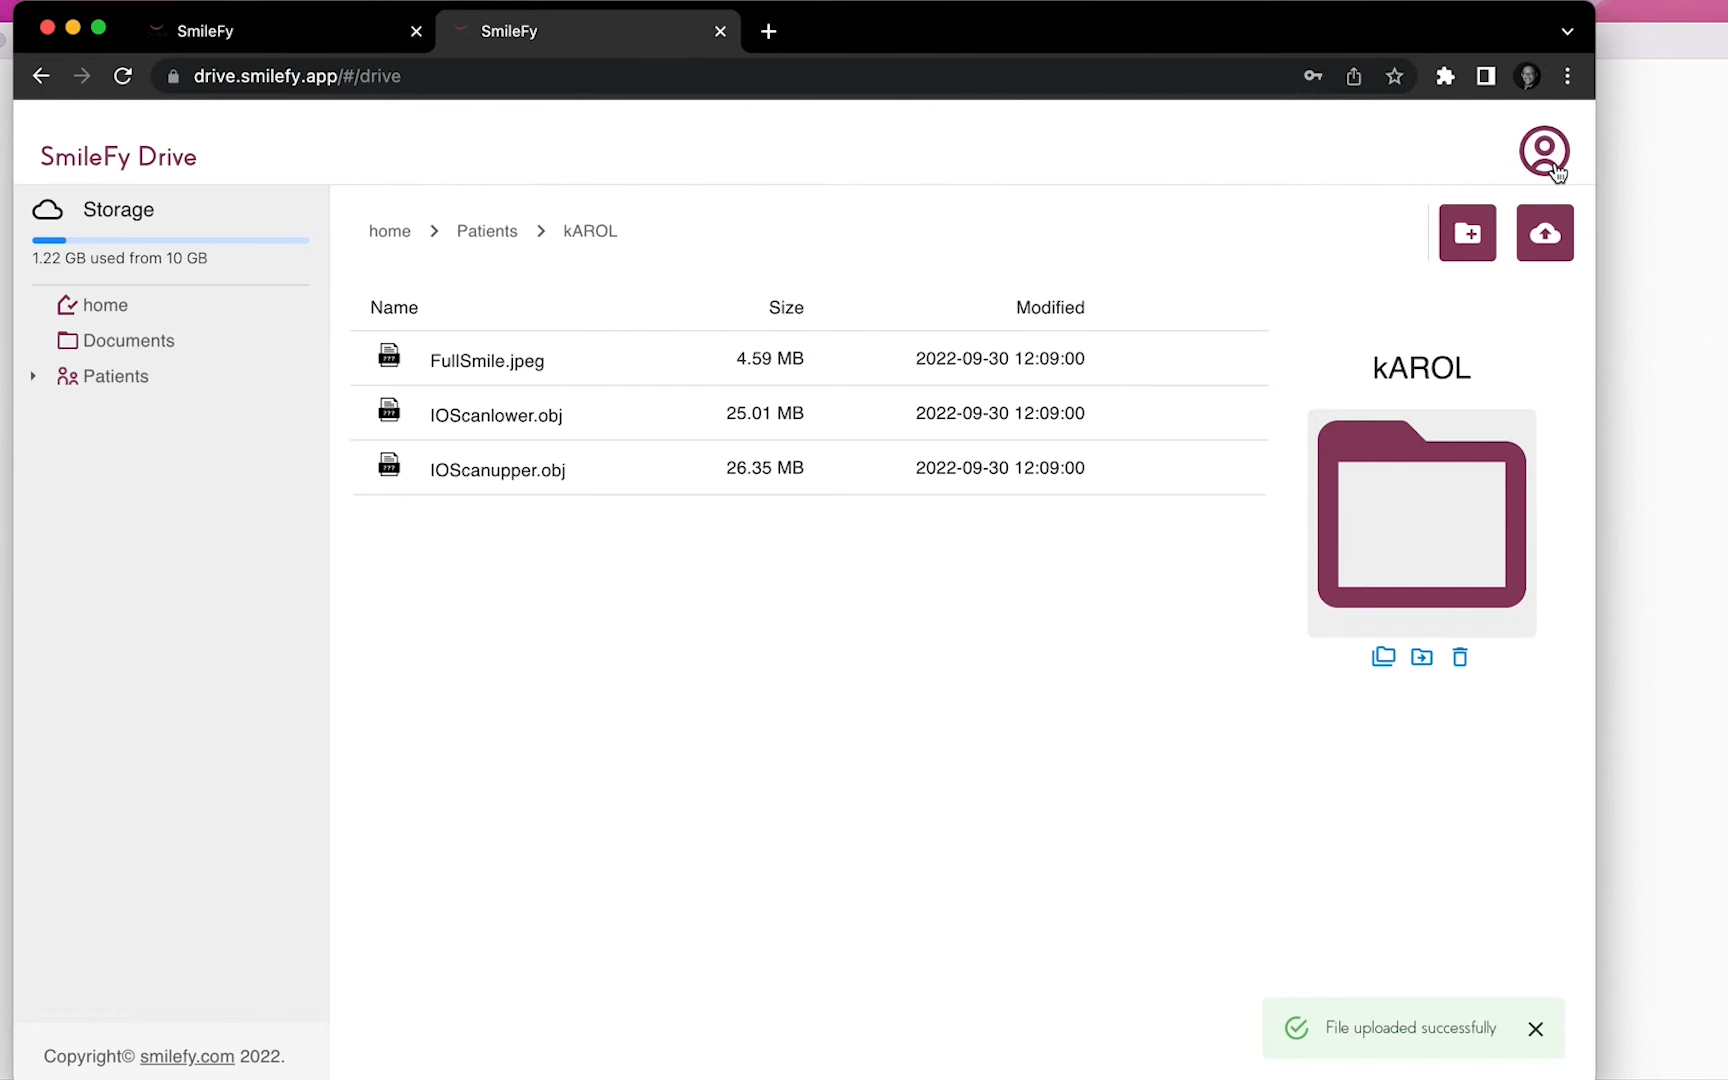 SmileFy
SmileFy
drive.smilefy.app/#/drive
SmileFy Drive
Storage
1.22 GB used from 10 GB
home
Documents
Patients
home > Patients > kAROL
Name Size Modified
??? FullSmile.jpeg 4.59 MB 2022-09-30 12:09:00
??? IOScanlower.obj 25.01 MB 2022-09-30 12:09:00
??? IOScanupper.obj 26.35 MB 2022-09-30 12:09:00
kAROL
File uploaded successfully
Copyright© smilefy.com 2022.